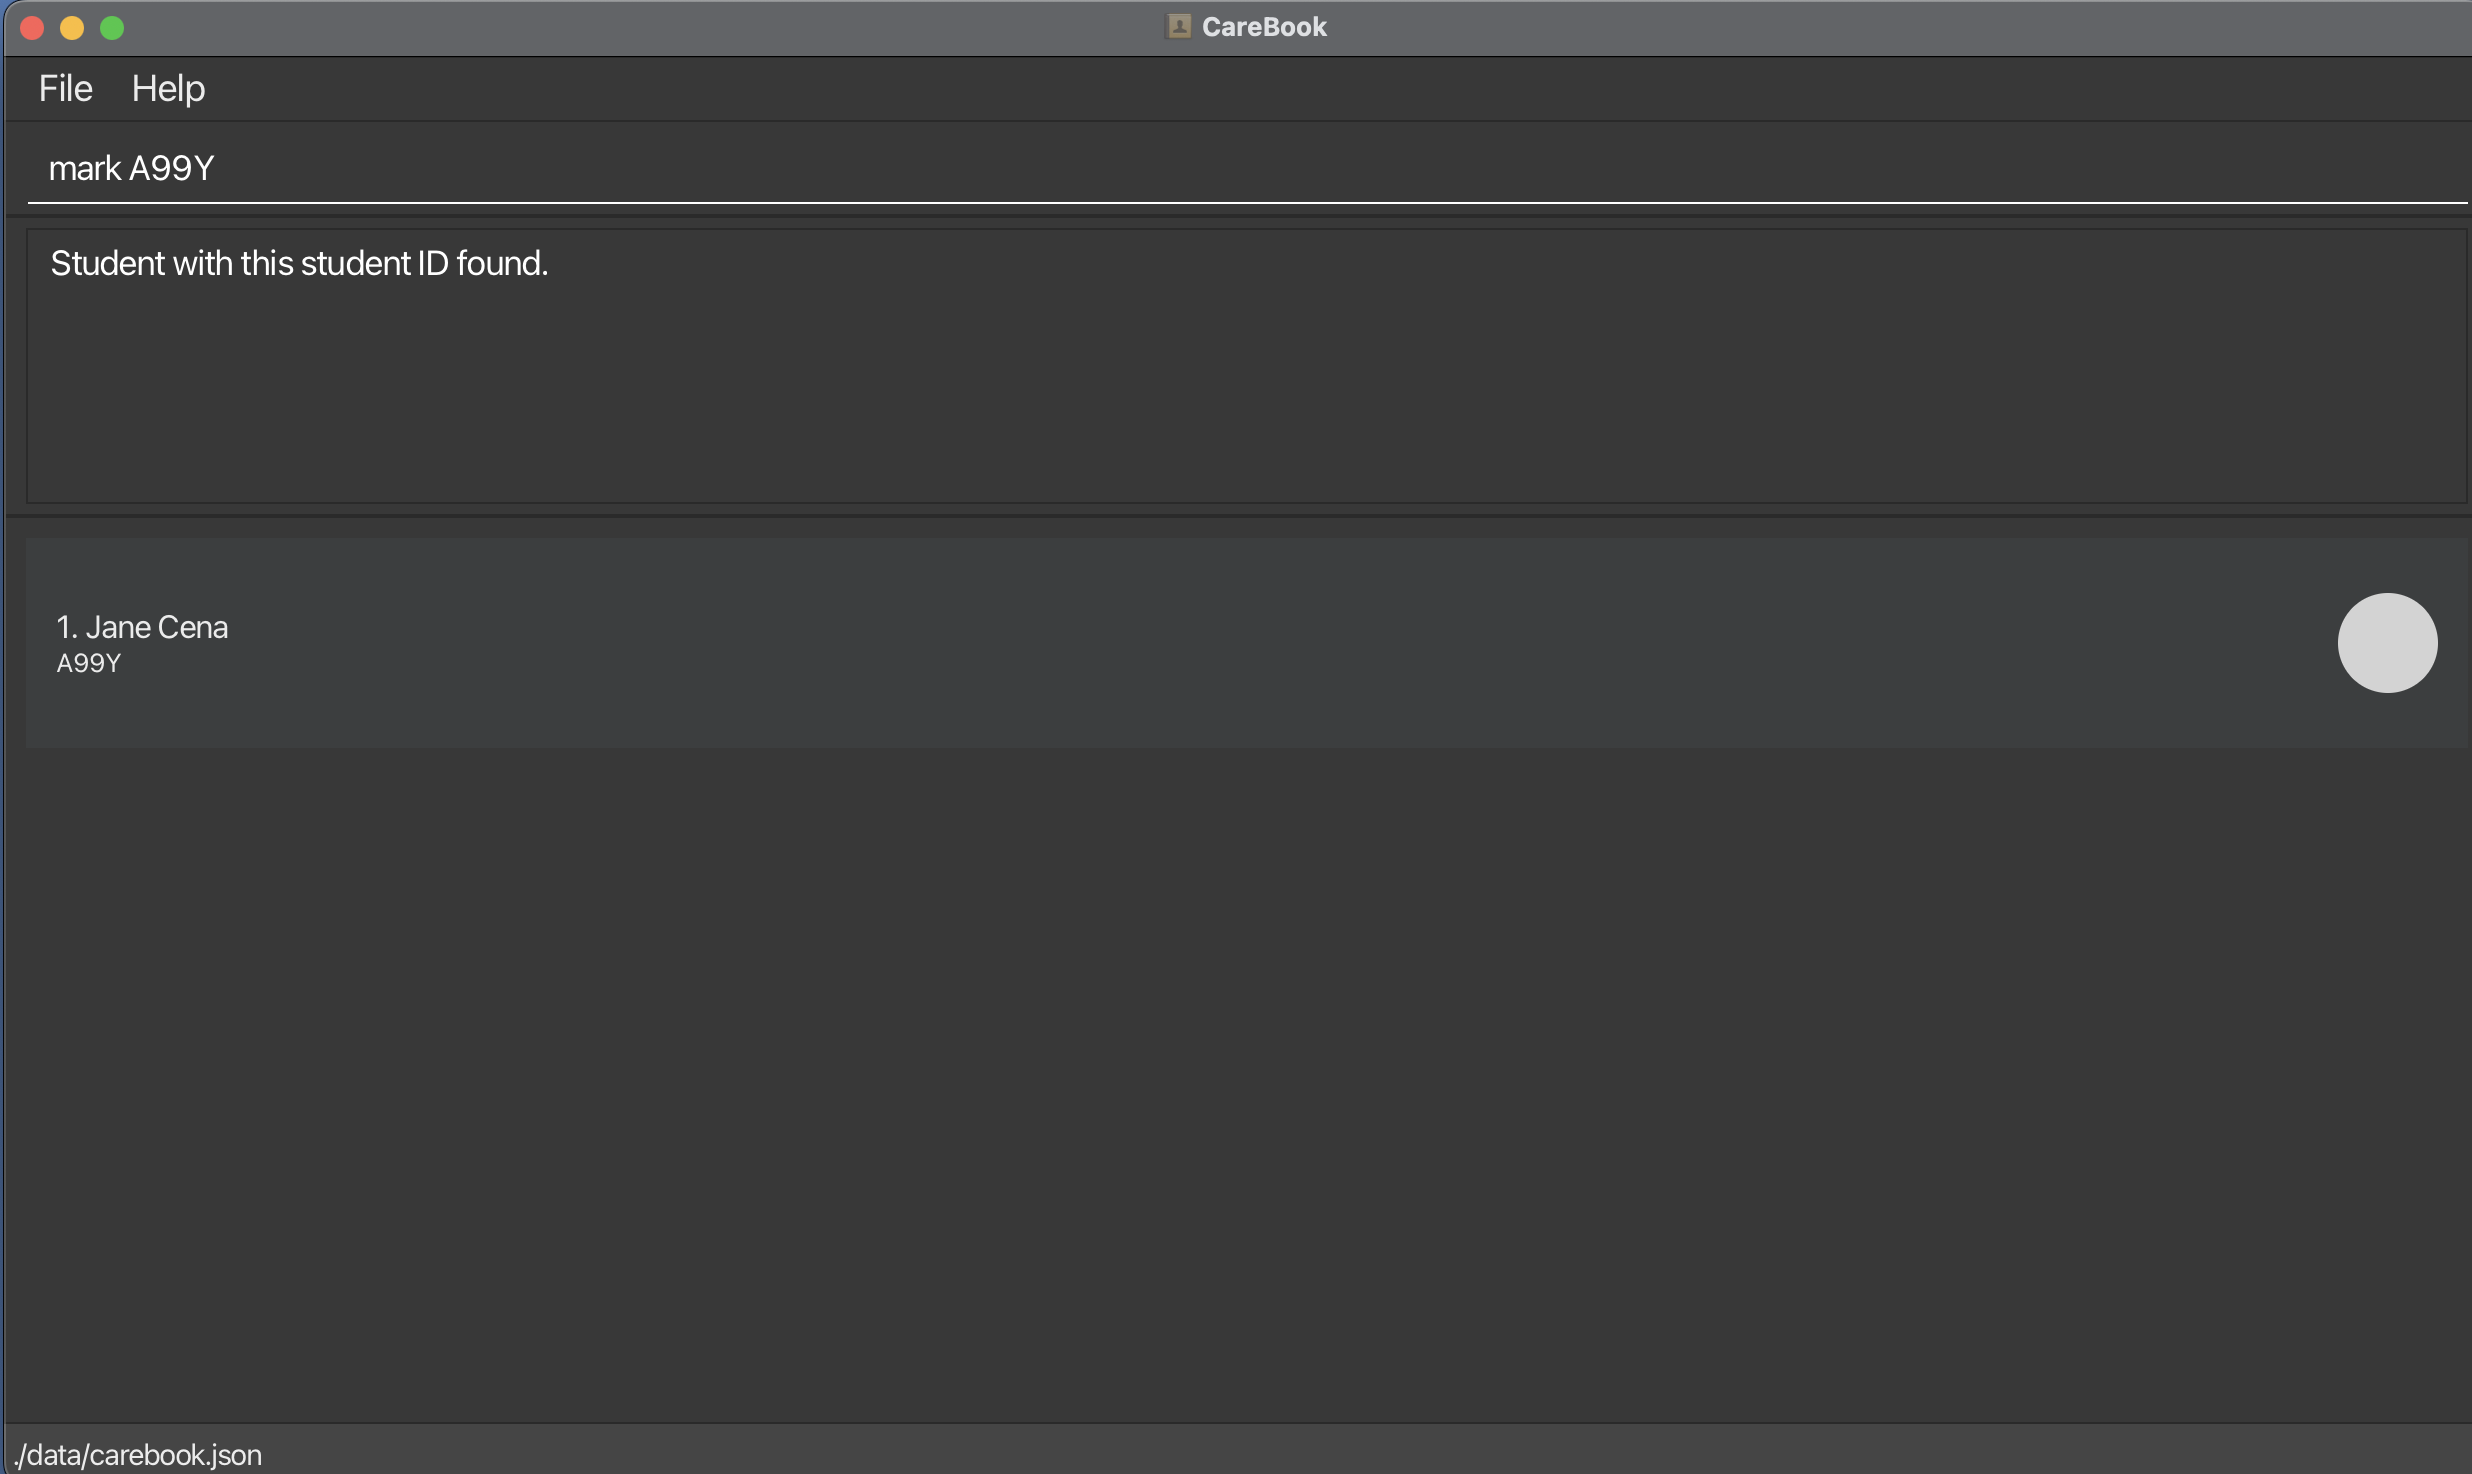 CareBook
File Help
mark A99Y
Student with this student ID found.
1. Jane Cena
A99Y
./data/carebook.json